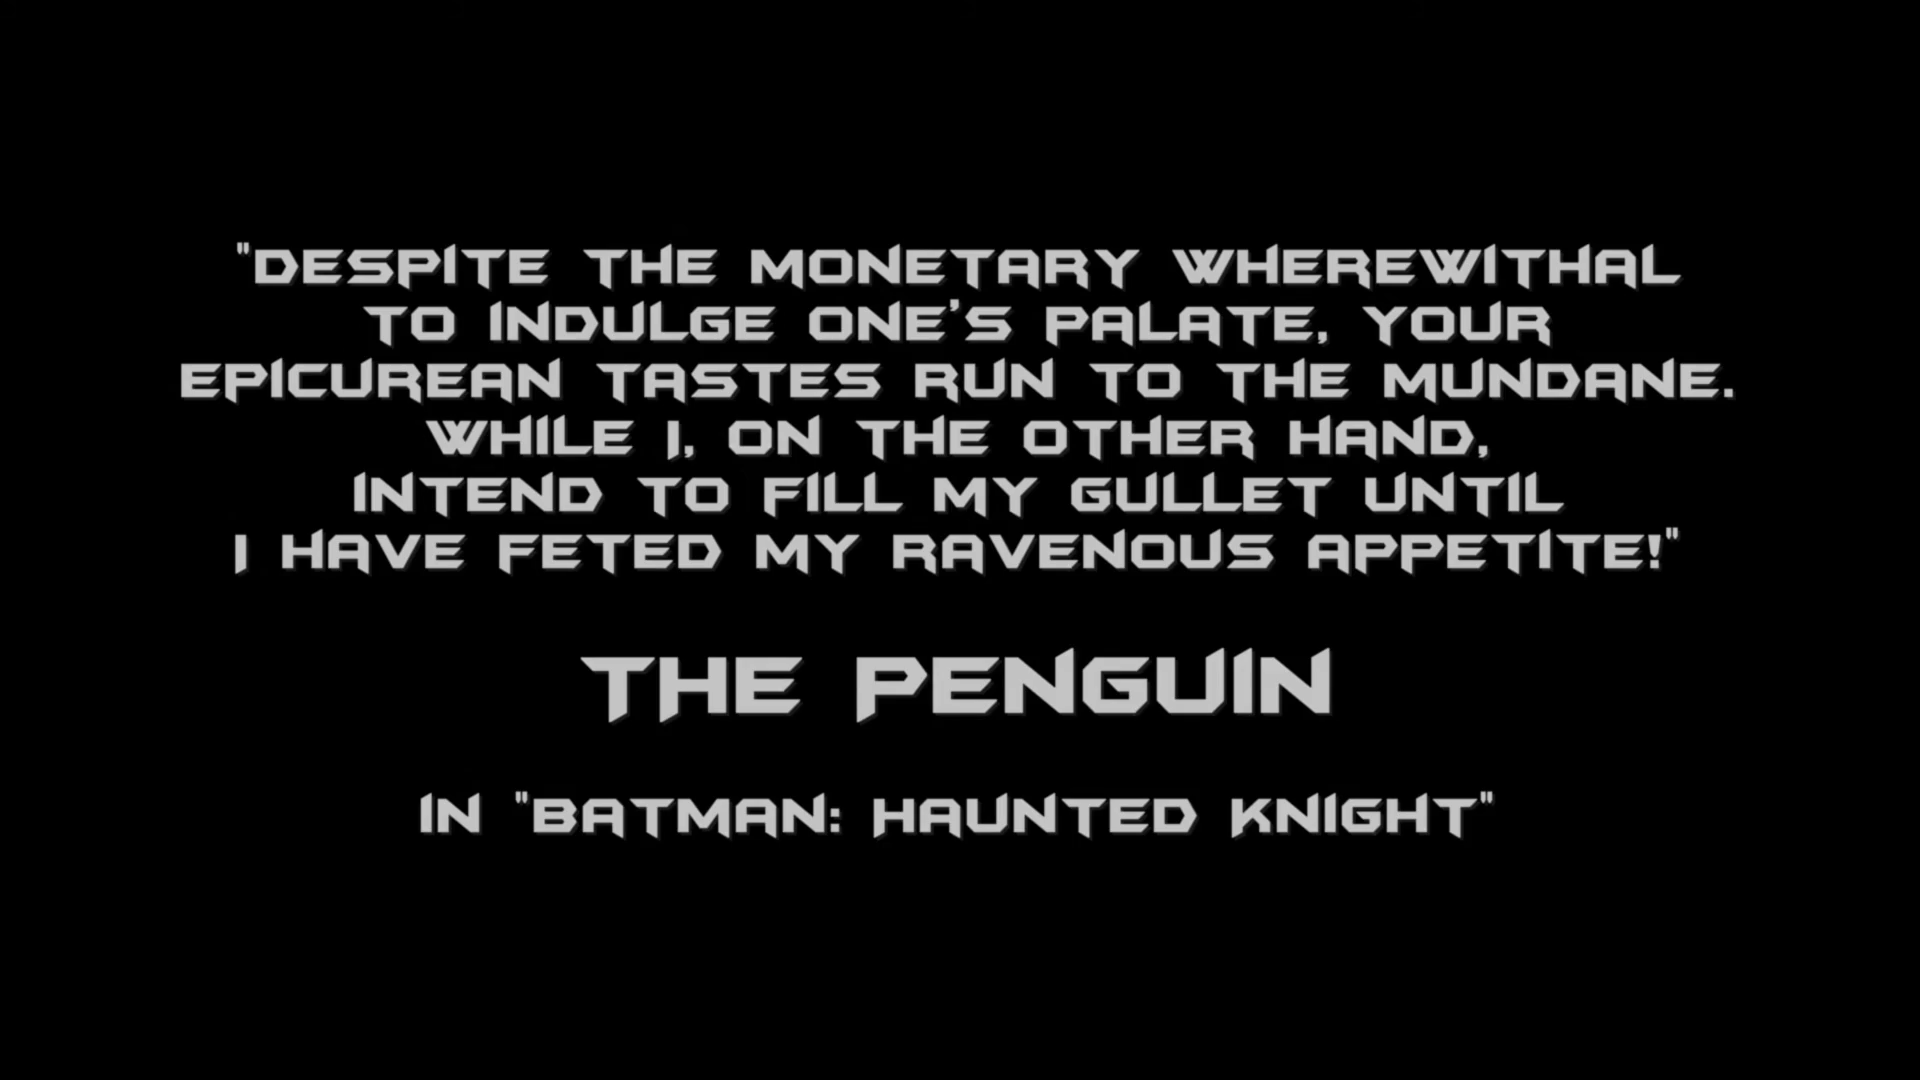 "DESPITE THE MONETARY WHEREWITHAL
TO INDULGE ONE'S PALATE, YOUR
EPICUREAN TASTES RUN TO THE MUNDANE.
WHILE I, ON THE OTHER HAND,
INTEND TO FILL MY GULLET UNTIL
I HAVE FETED MY RAVENOUS APPETITE!"
THE PENGUIN
IN "BATMAN: HAUNTED KNIGHT"